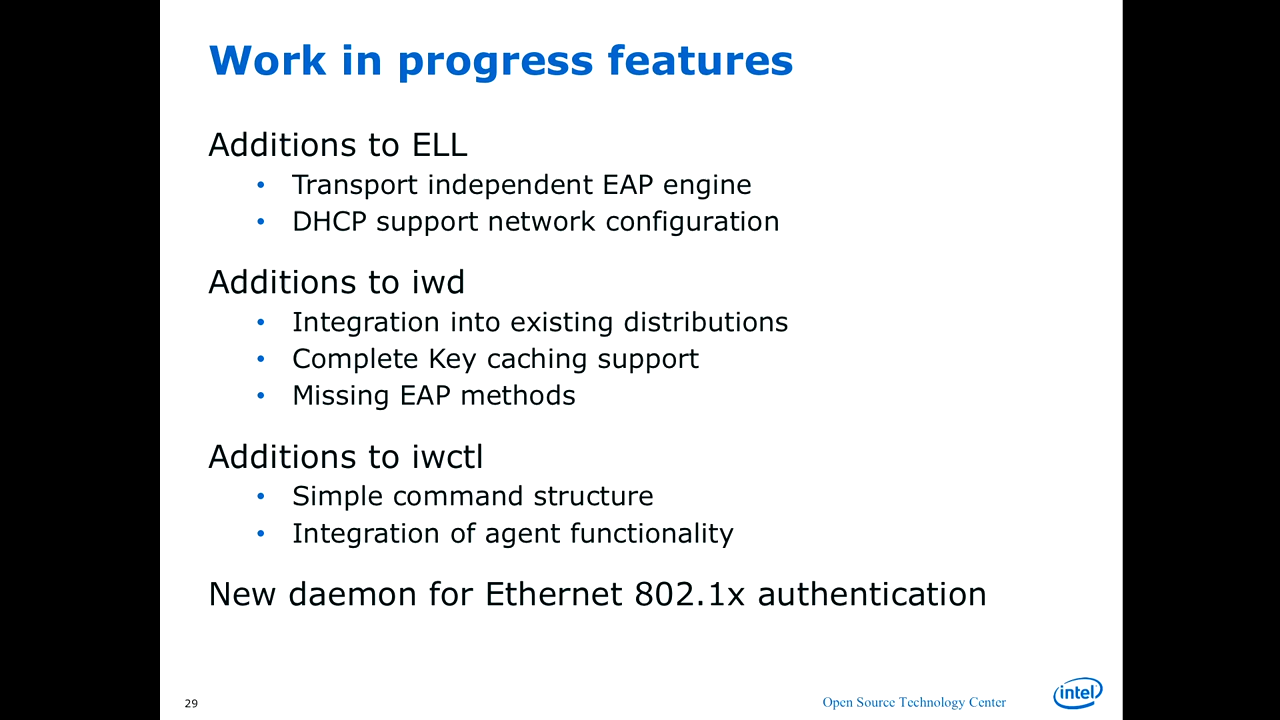 Work in progress features
Additions to ELL
• Transport independent EAP engine
• DHCP support network configuration
Additions to iwd
• Integration into existing distributions
• Complete Key caching support
• Missing EAP methods
Additions to iwctl
• Simple command structure
• Integration of agent functionality
New daemon for Ethernet 802.1x authentication
29
Open Source Technology Center
intel